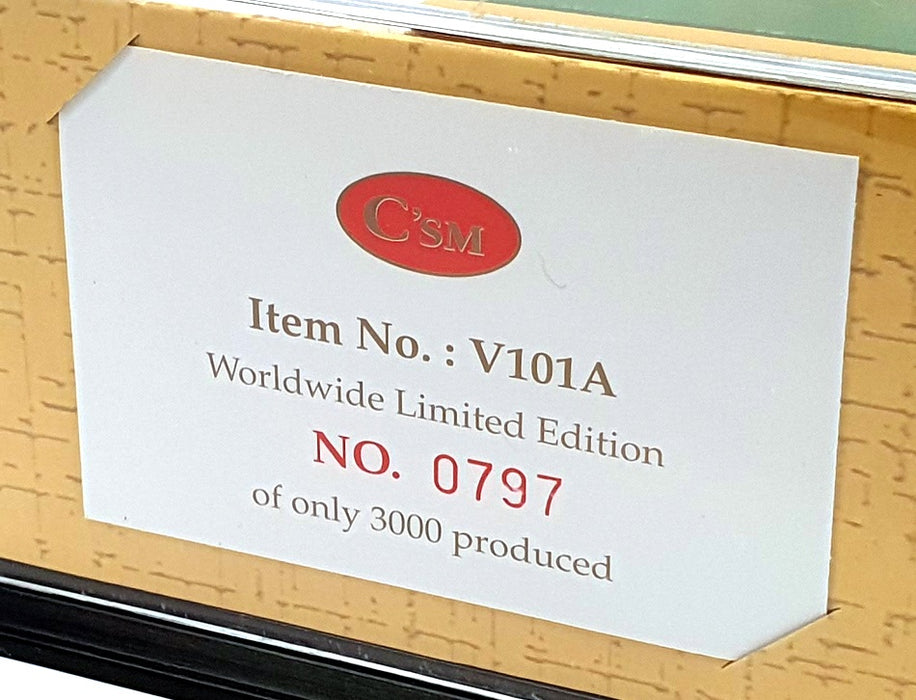 C'SM
Item No. : V101A
Worldwide Limited Edition
NO. 0797
of only 3000 produced